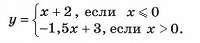 y = { x + 2 , если x ⩽ 0
−1,5x + 3, если x > 0.